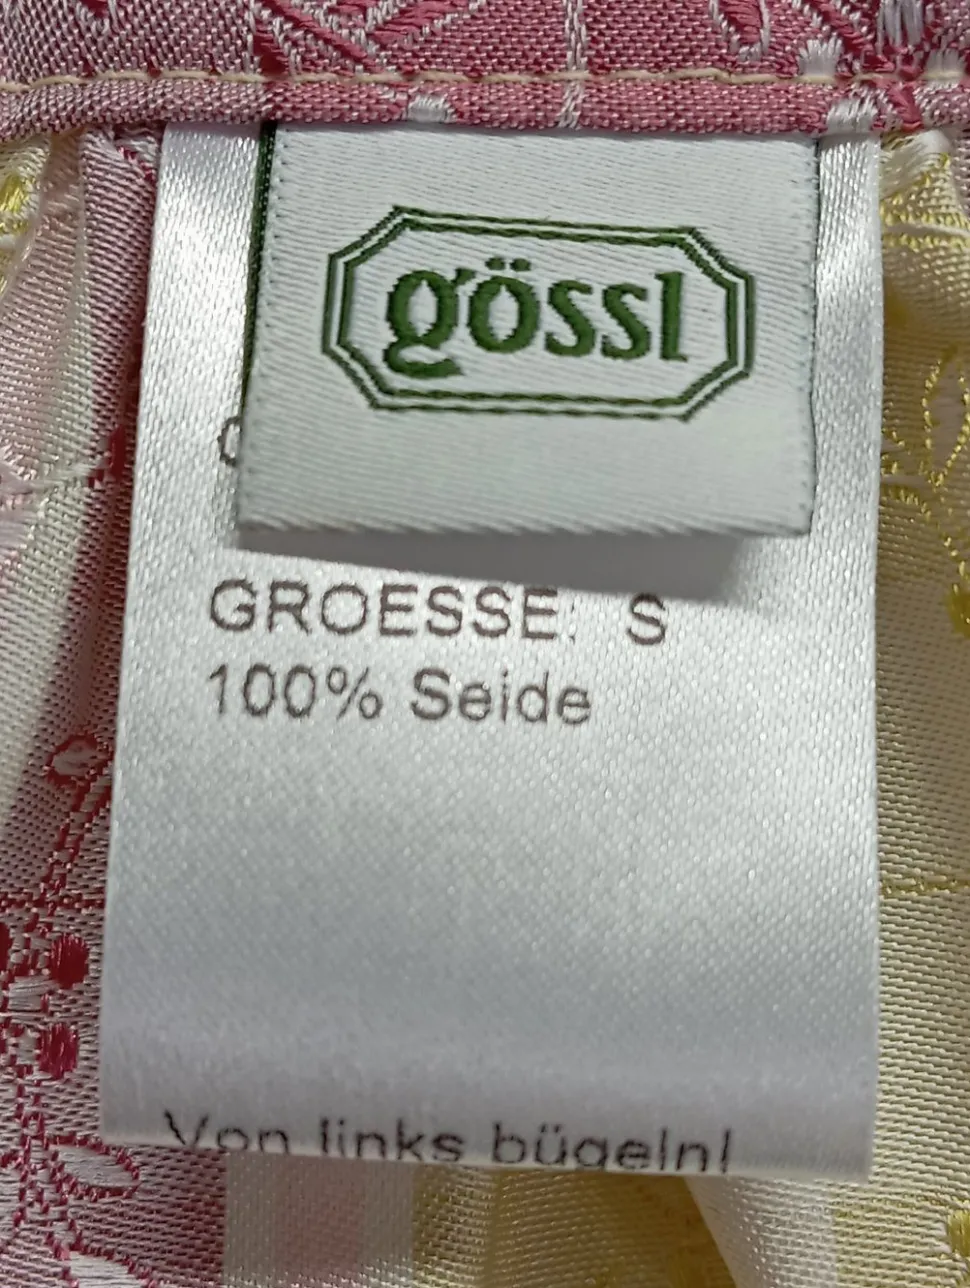 gössl
GROESSE: S
100% Seide
Von links bügeln!